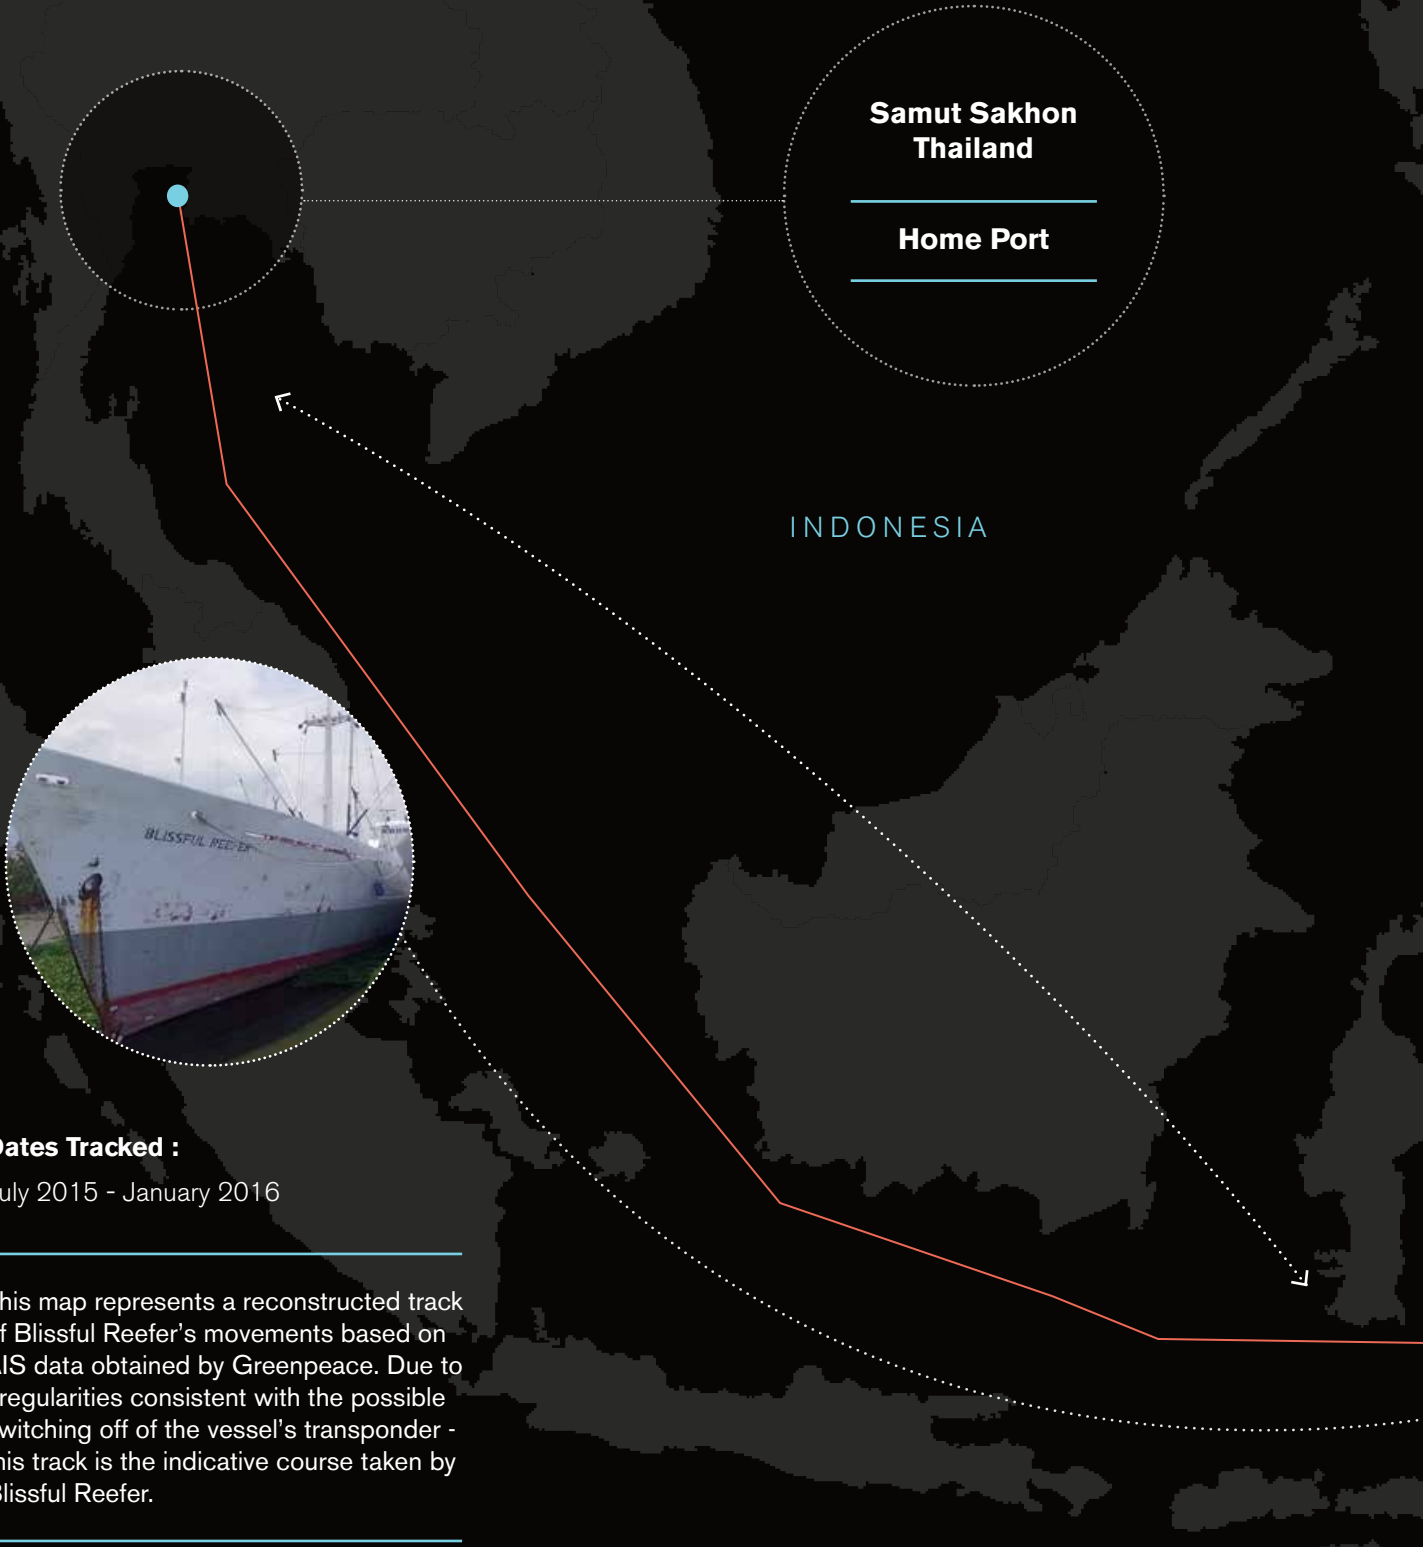 Samut Sakhon
Thailand
Home Port
INDONESIA
BLISSFUL REEFER
ates Tracked :
uly 2015 - January 2016
his map represents a reconstructed track
f Blissful Reefer's movements based on
IS data obtained by Greenpeace. Due to
regularities consistent with the possible
witching off of the vessel's transponder -
his track is the indicative course taken by
lissful Reefer.